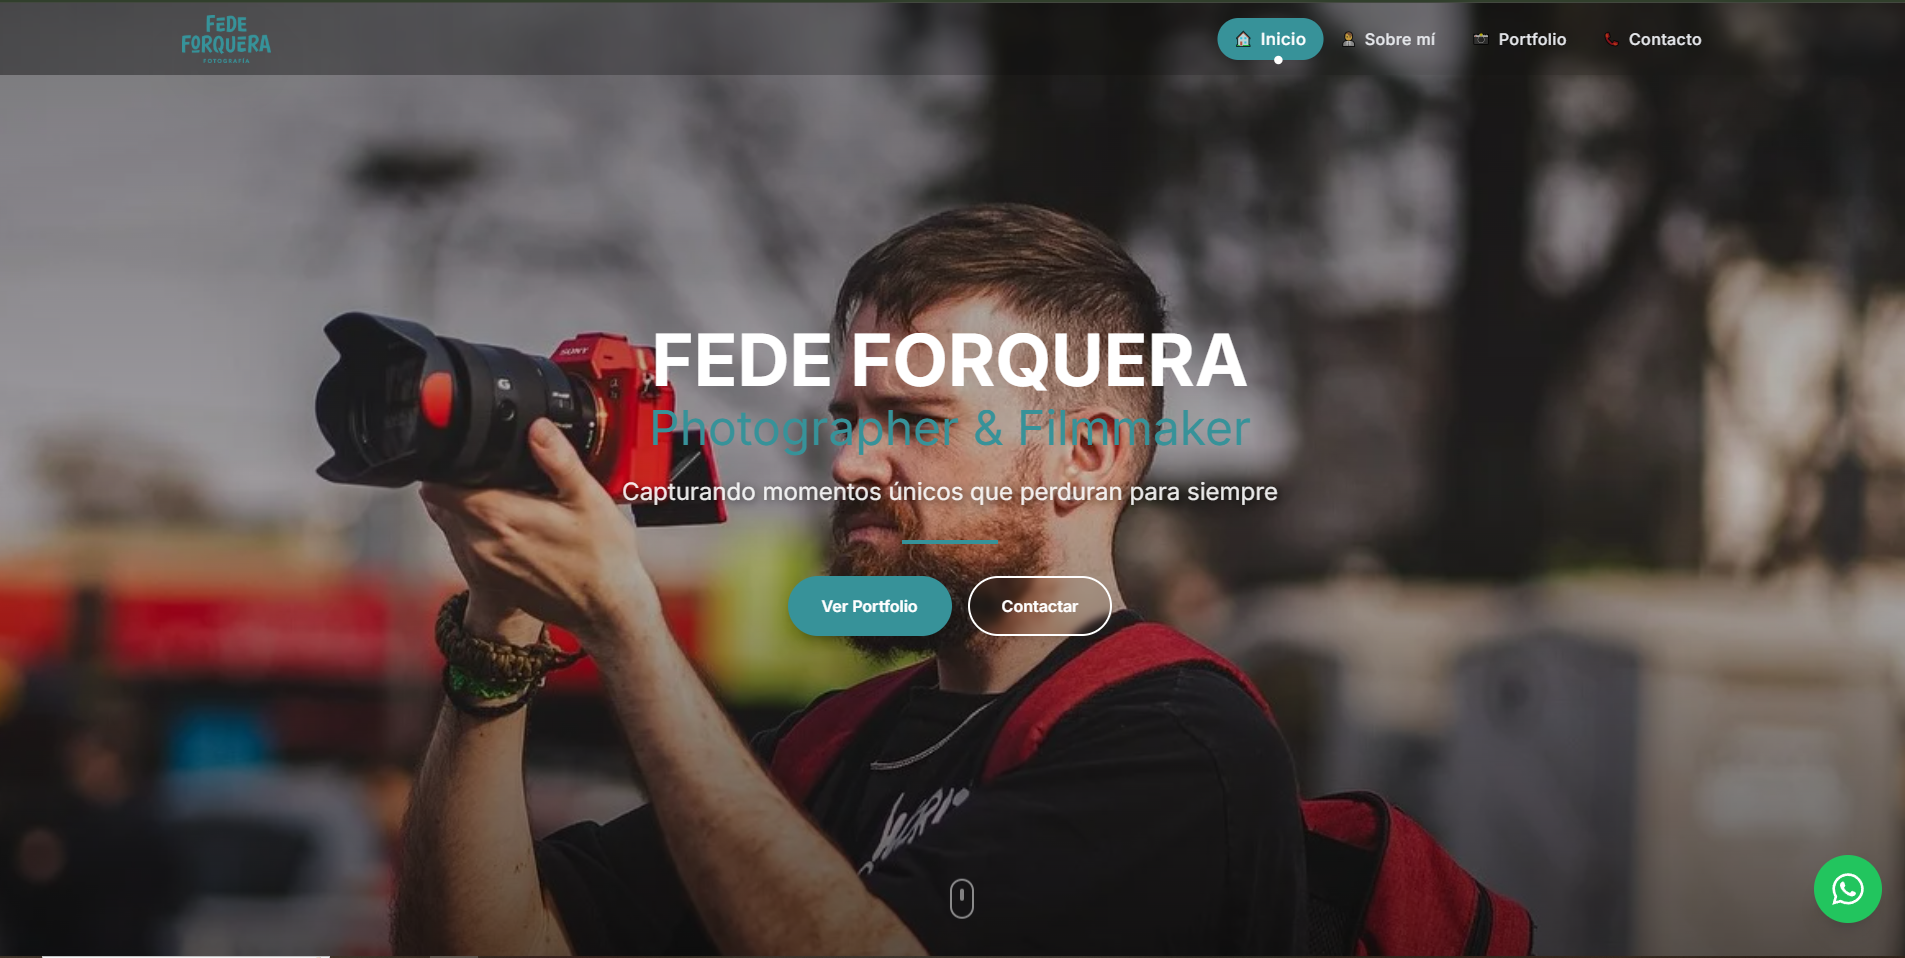 FEDE
FORQUERA
FOTOGRAFÍA
Inicio
Sobre mí
Portfolio
Contacto
SONY
G
FEDE FORQUERA
Photographer & Filmmaker
Capturando momentos únicos que perduran para siempre
Ver Portfolio
Contactar